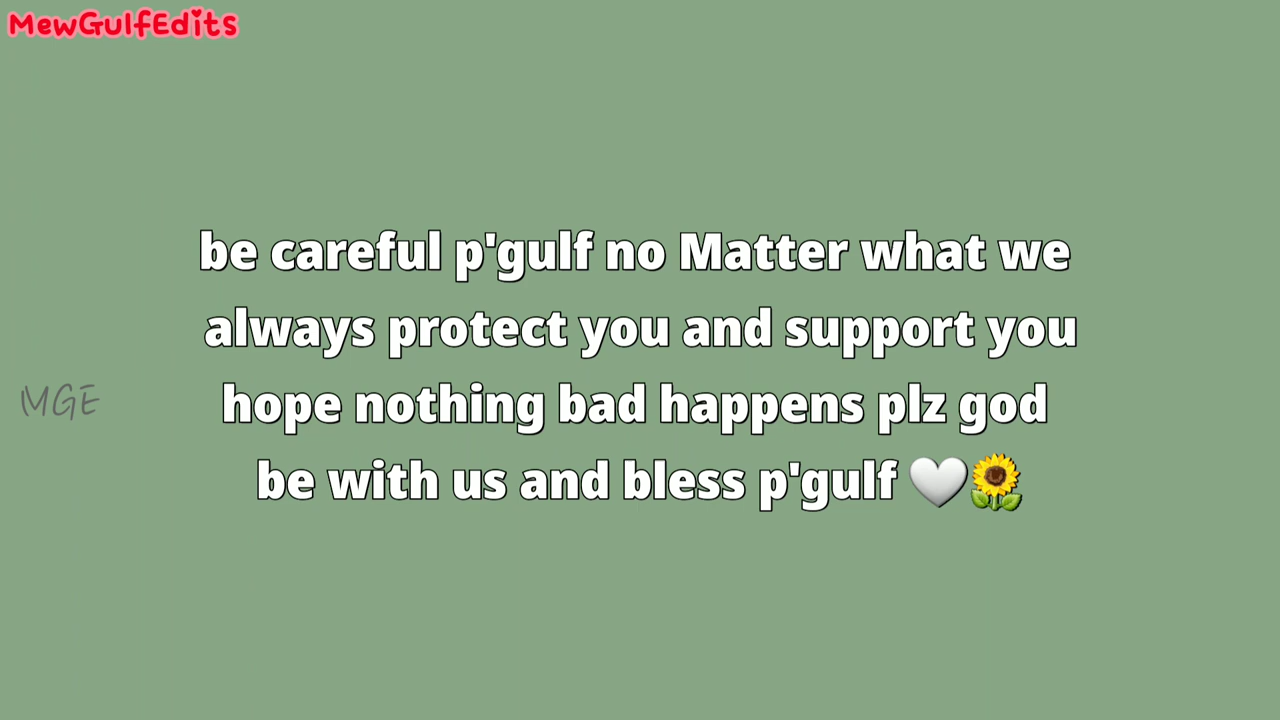 MewGulfEdits
be careful p'gulf no Matter what we
always protect you and support you
hope nothing bad happens plz god
MGE
be with us and bless p'gulf 🤍🌻